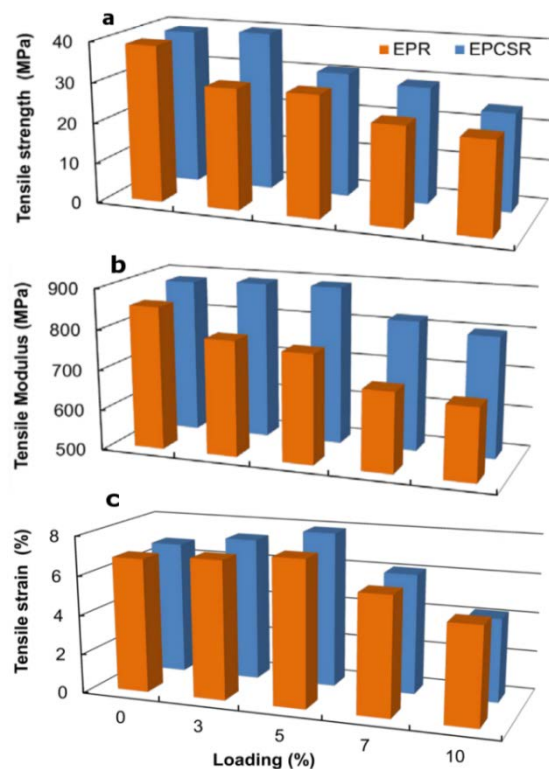 a
EPR EPCSR
Tensile strength (MPa)
40
30
20
10
0
b
Tensile Modulus (MPa)
900
800
700
600
500
c
Tensile strain (%)
8
6
4
2
0
0 3 5 7 10
Loading (%)